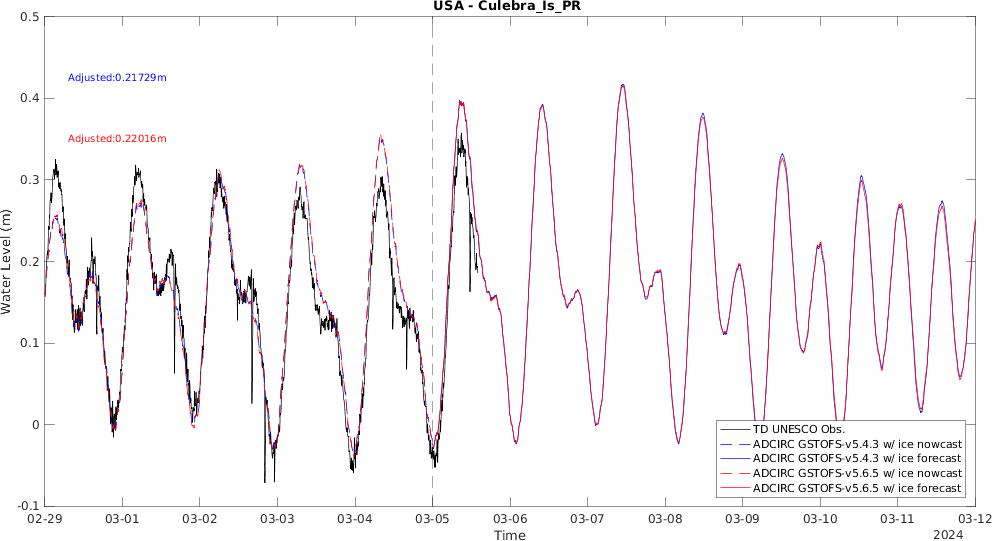 USA - Culebra_Is_PR
0.5
0.4
0.3
0.2
0.1
0
-0.1
Water Level (m)
Adjusted:0.21729m
Adjusted:0.22016m
TD UNESCO Obs.
ADCIRC GSTOFS-v5.4.3 w/ ice nowcast
ADCIRC GSTOFS-v5.4.3 w/ ice forecast
ADCIRC GSTOFS-v5.6.5 w/ ice nowcast
ADCIRC GSTOFS-v5.6.5 w/ ice forecast
02-29 03-01 03-02 03-03 03-04 03-05 03-06 03-07 03-08 03-09 03-10 03-11 03-12
Time
2024